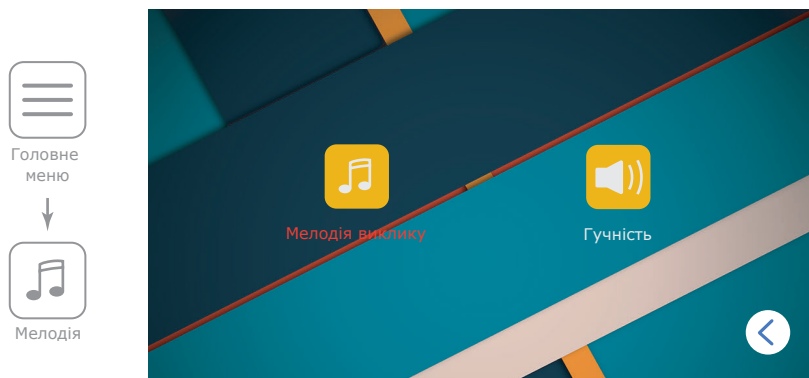 Головне
меню
Мелодія
Мелодія виклику
Гучність